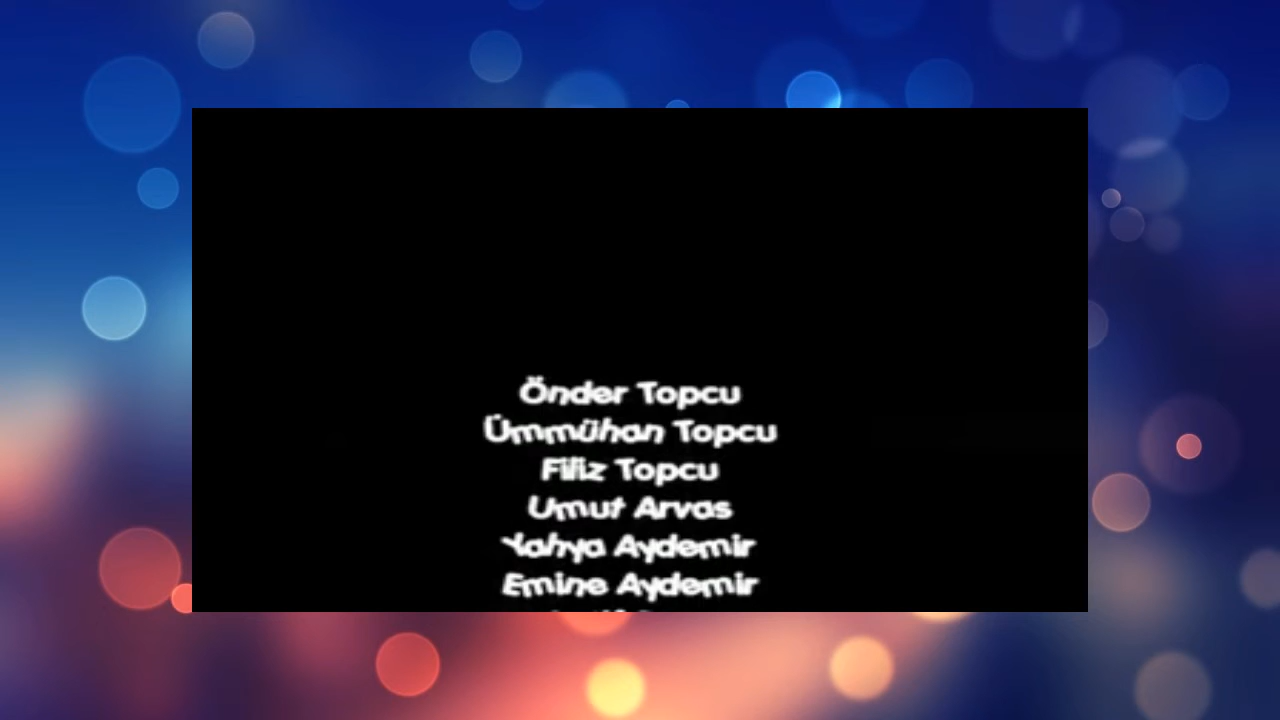 Önder Topcu
Ümmühan Topcu
Filiz Topcu
Umut Arvas
Yahya Aydemir
Emine Aydemir